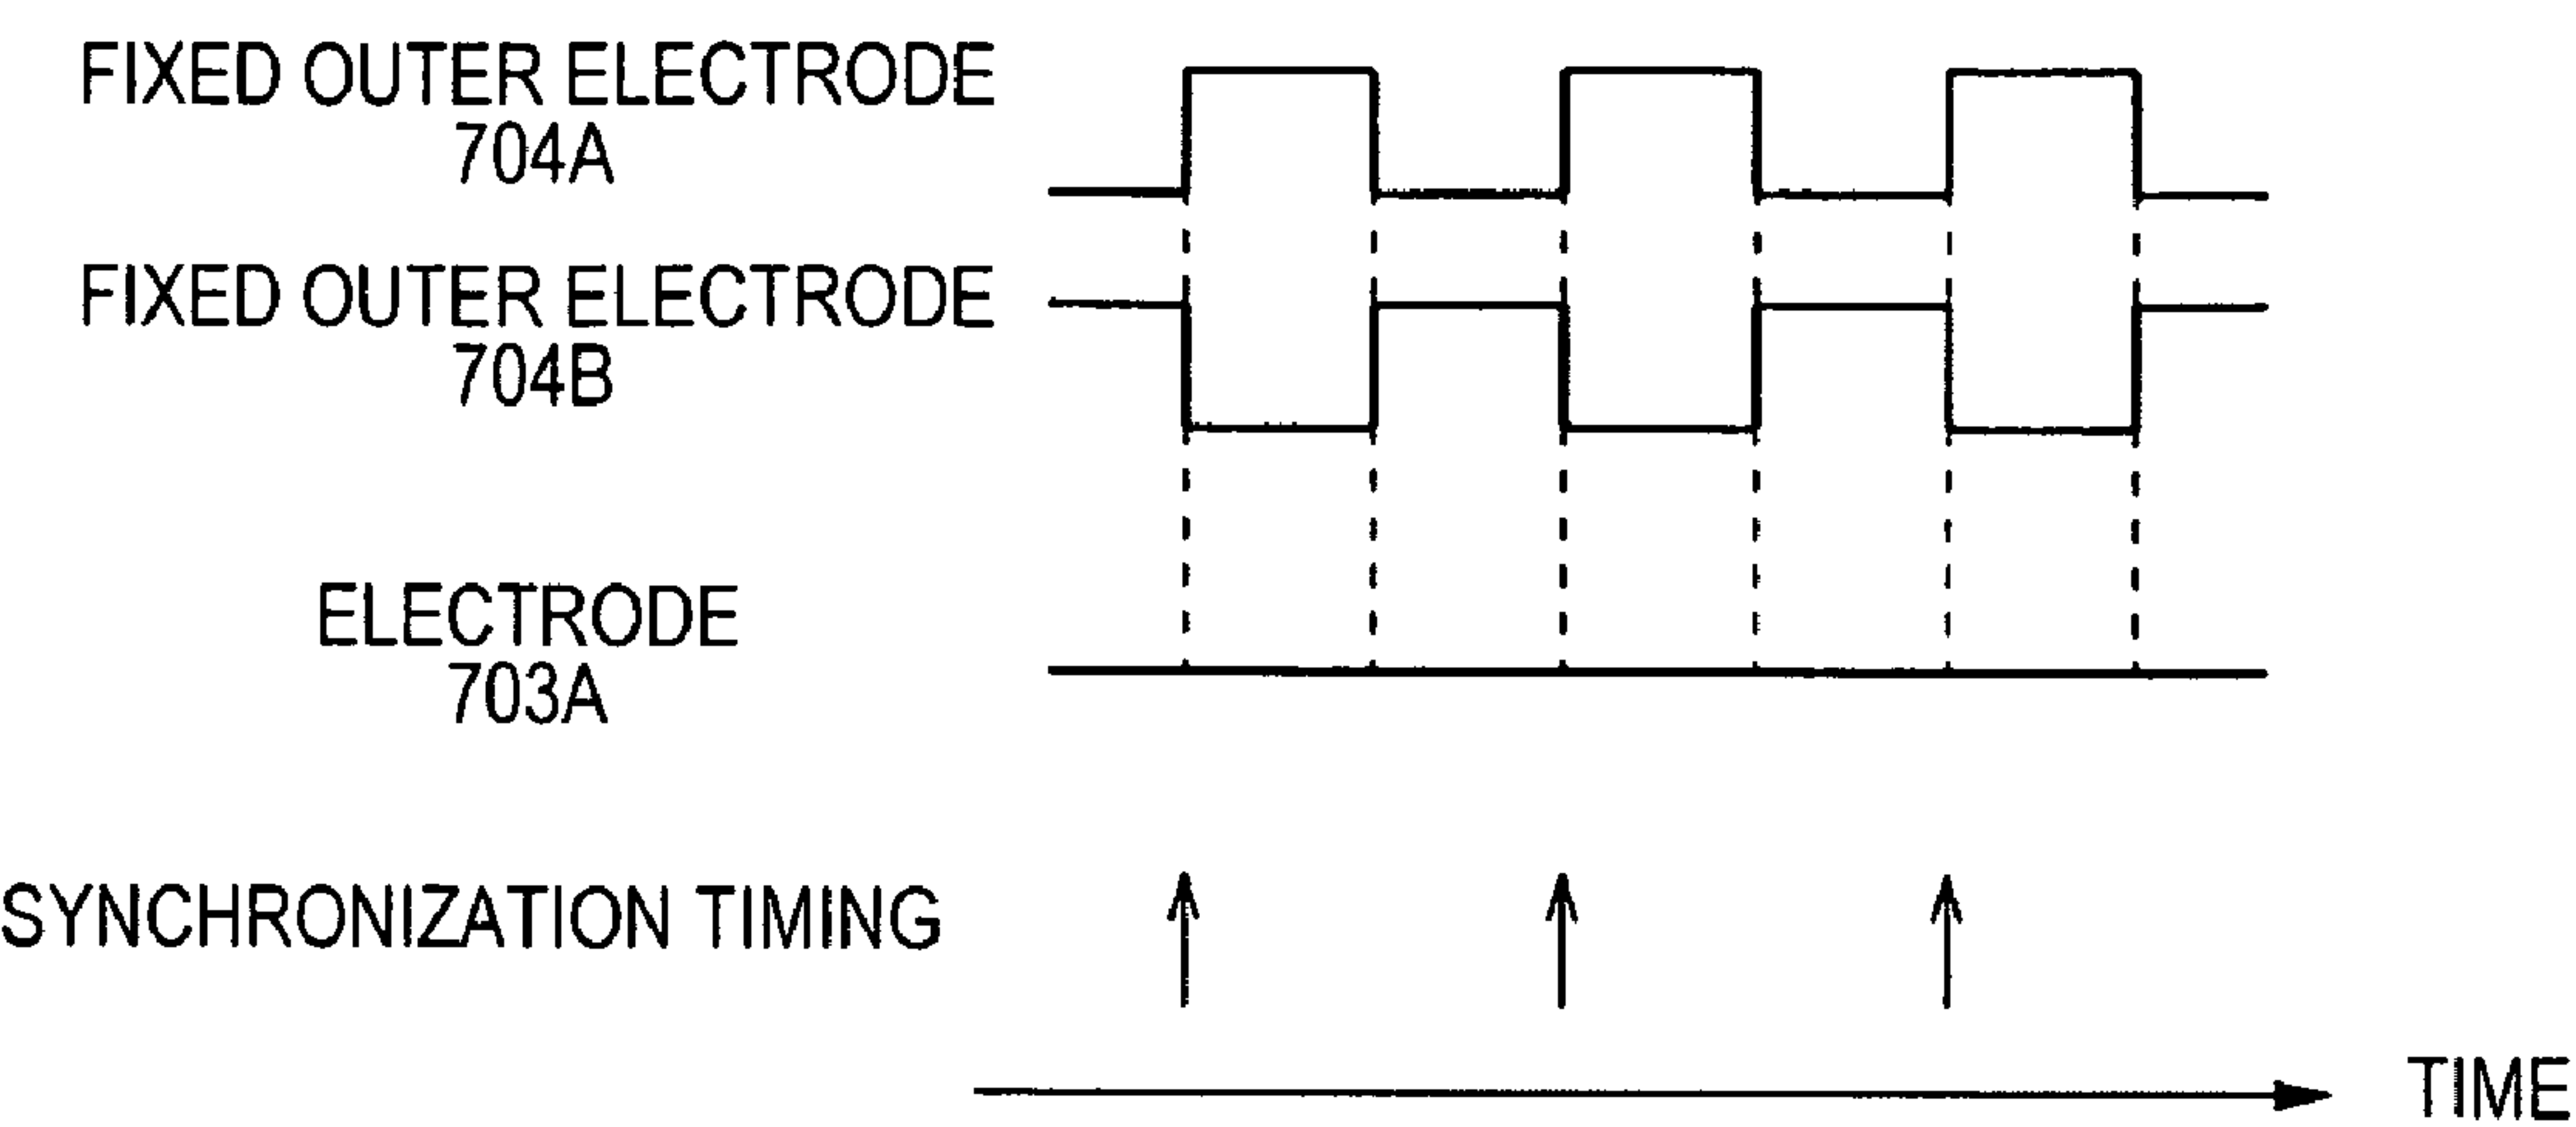 FIXED OUTER ELECTRODE
704A
FIXED OUTER ELECTRODE
704B
ELECTRODE
703A
SYNCHRONIZATION TIMING
TIME